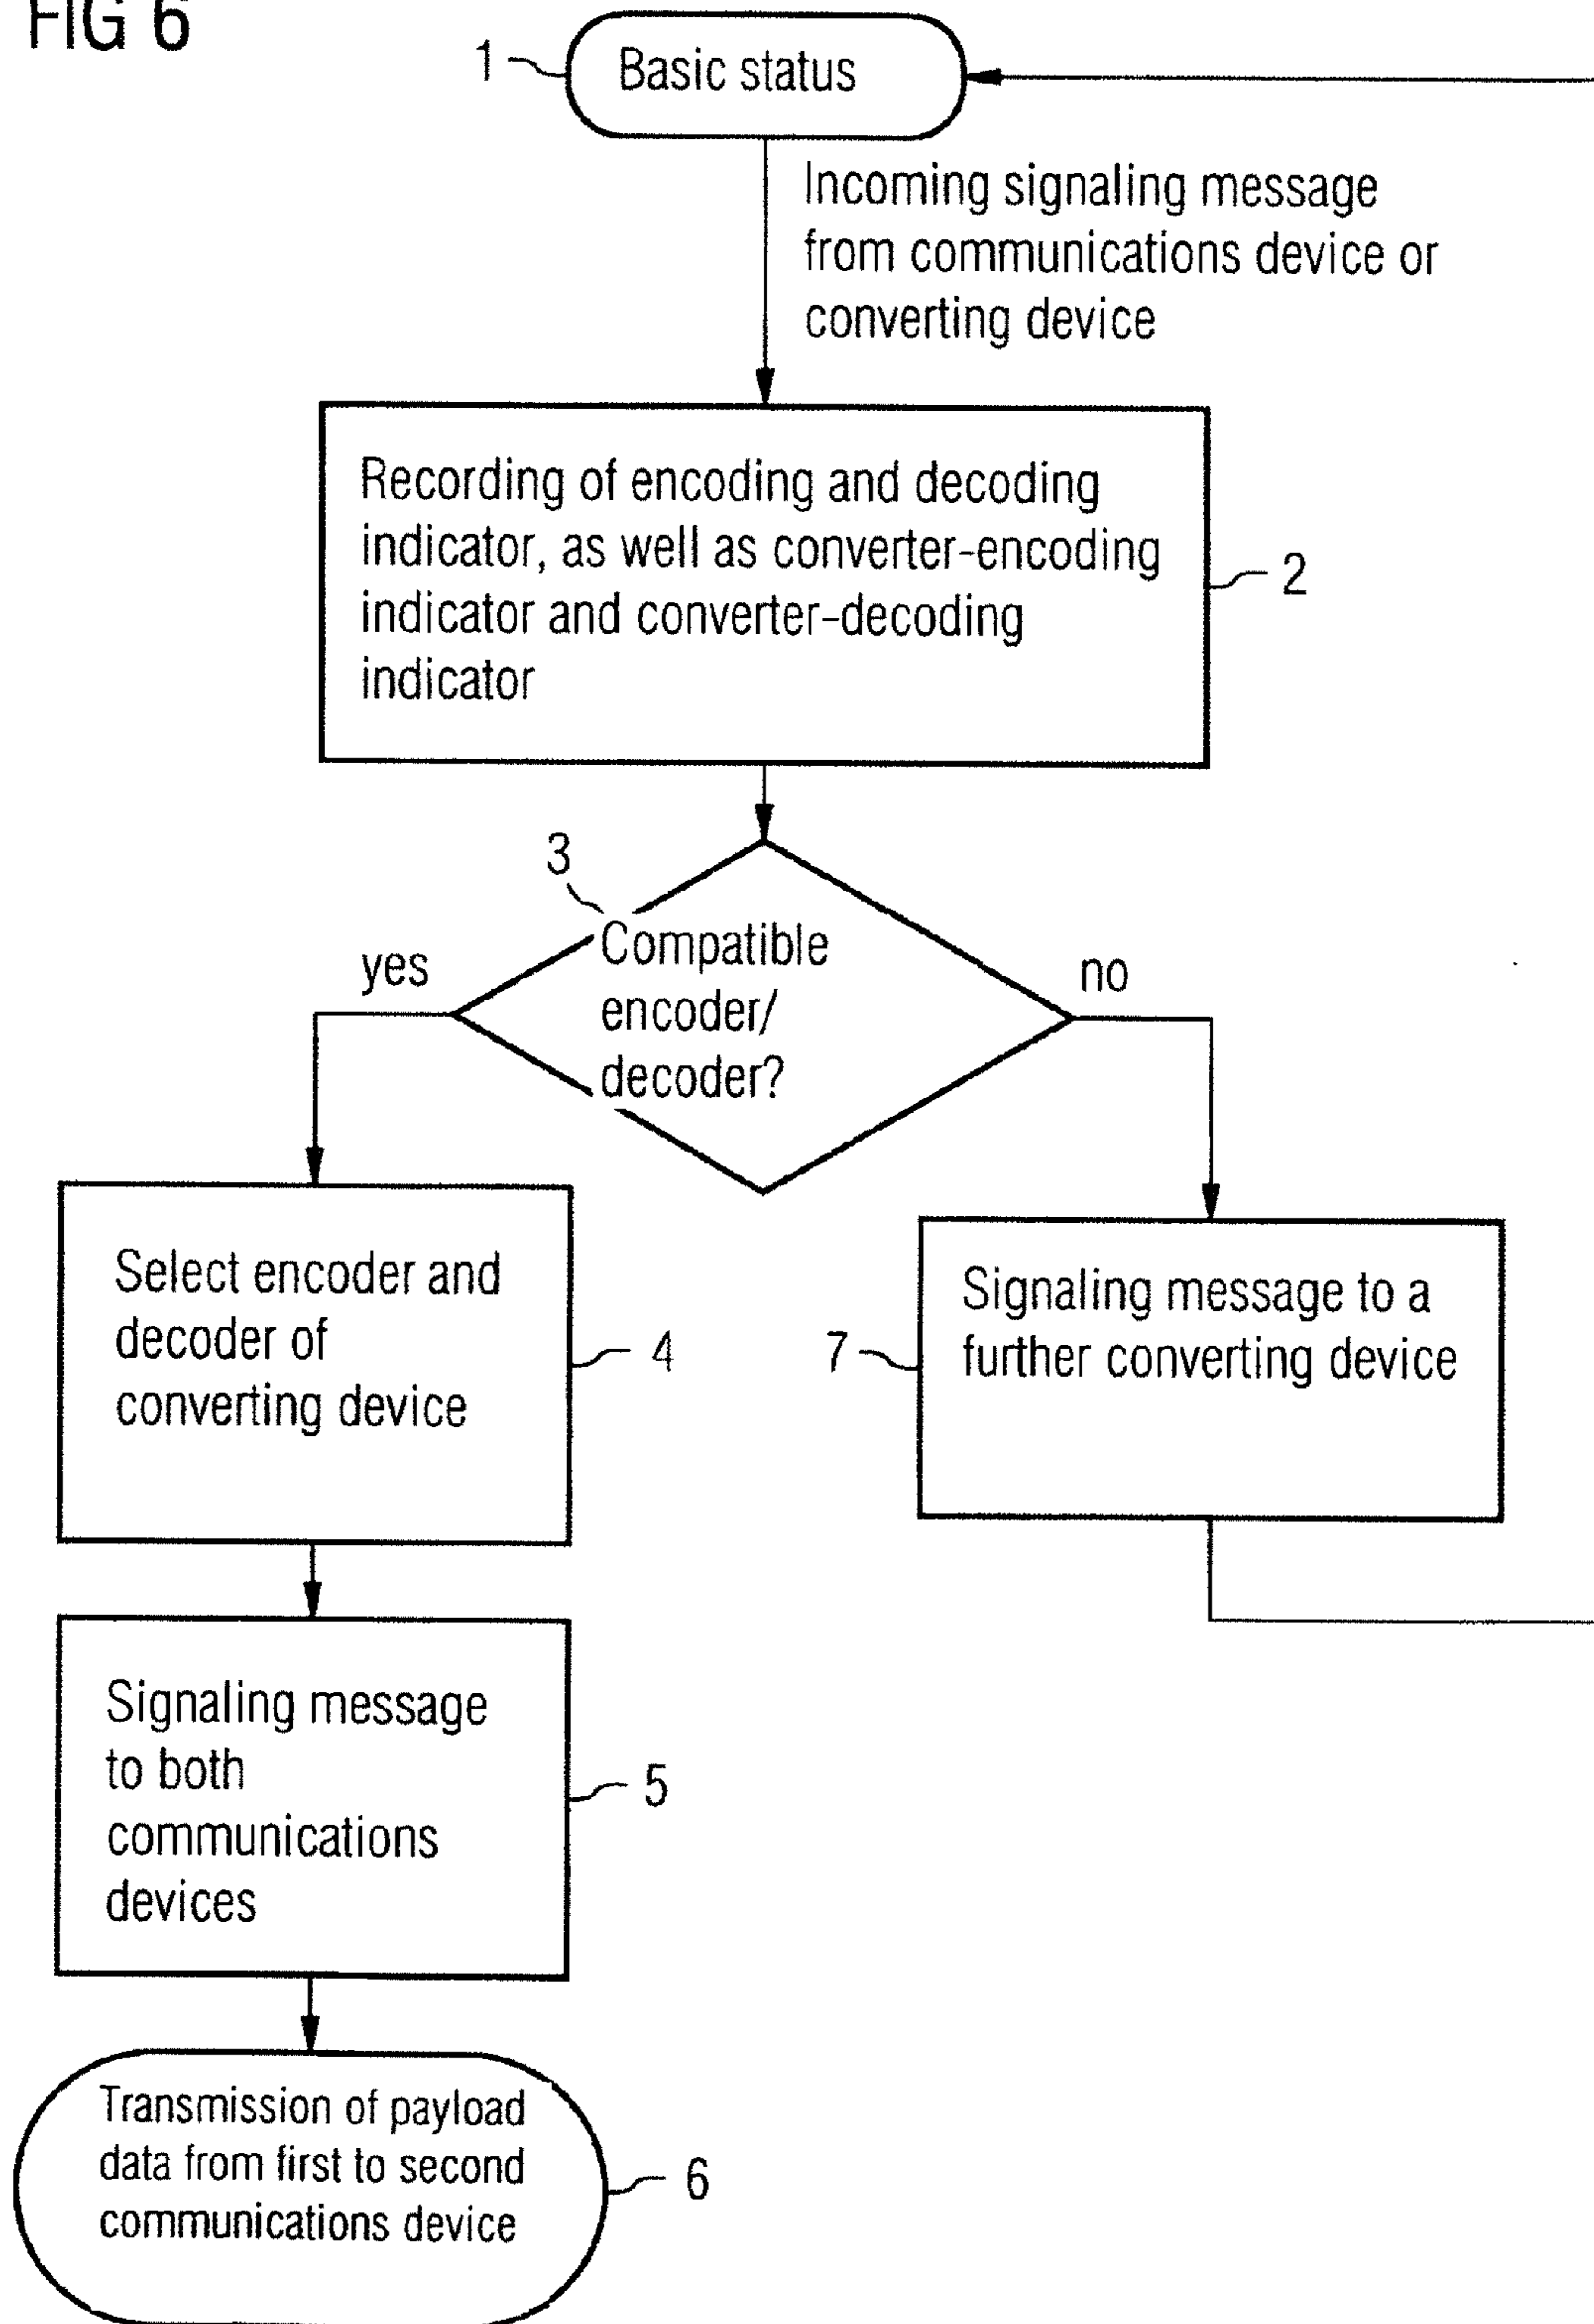 FIG 6
1
Basic status
Incoming signaling message
from communications device or
converting device
Recording of encoding and decoding
indicator, as well as converter-encoding
indicator and converter-decoding
indicator
2
3
Compatible
encoder/
decoder?
yes
no
Select encoder and
decoder of
converting device
4
7
Signaling message to a
further converting device
Signaling message
to both
communications
devices
5
Transmission of payload
data from first to second
communications device
6